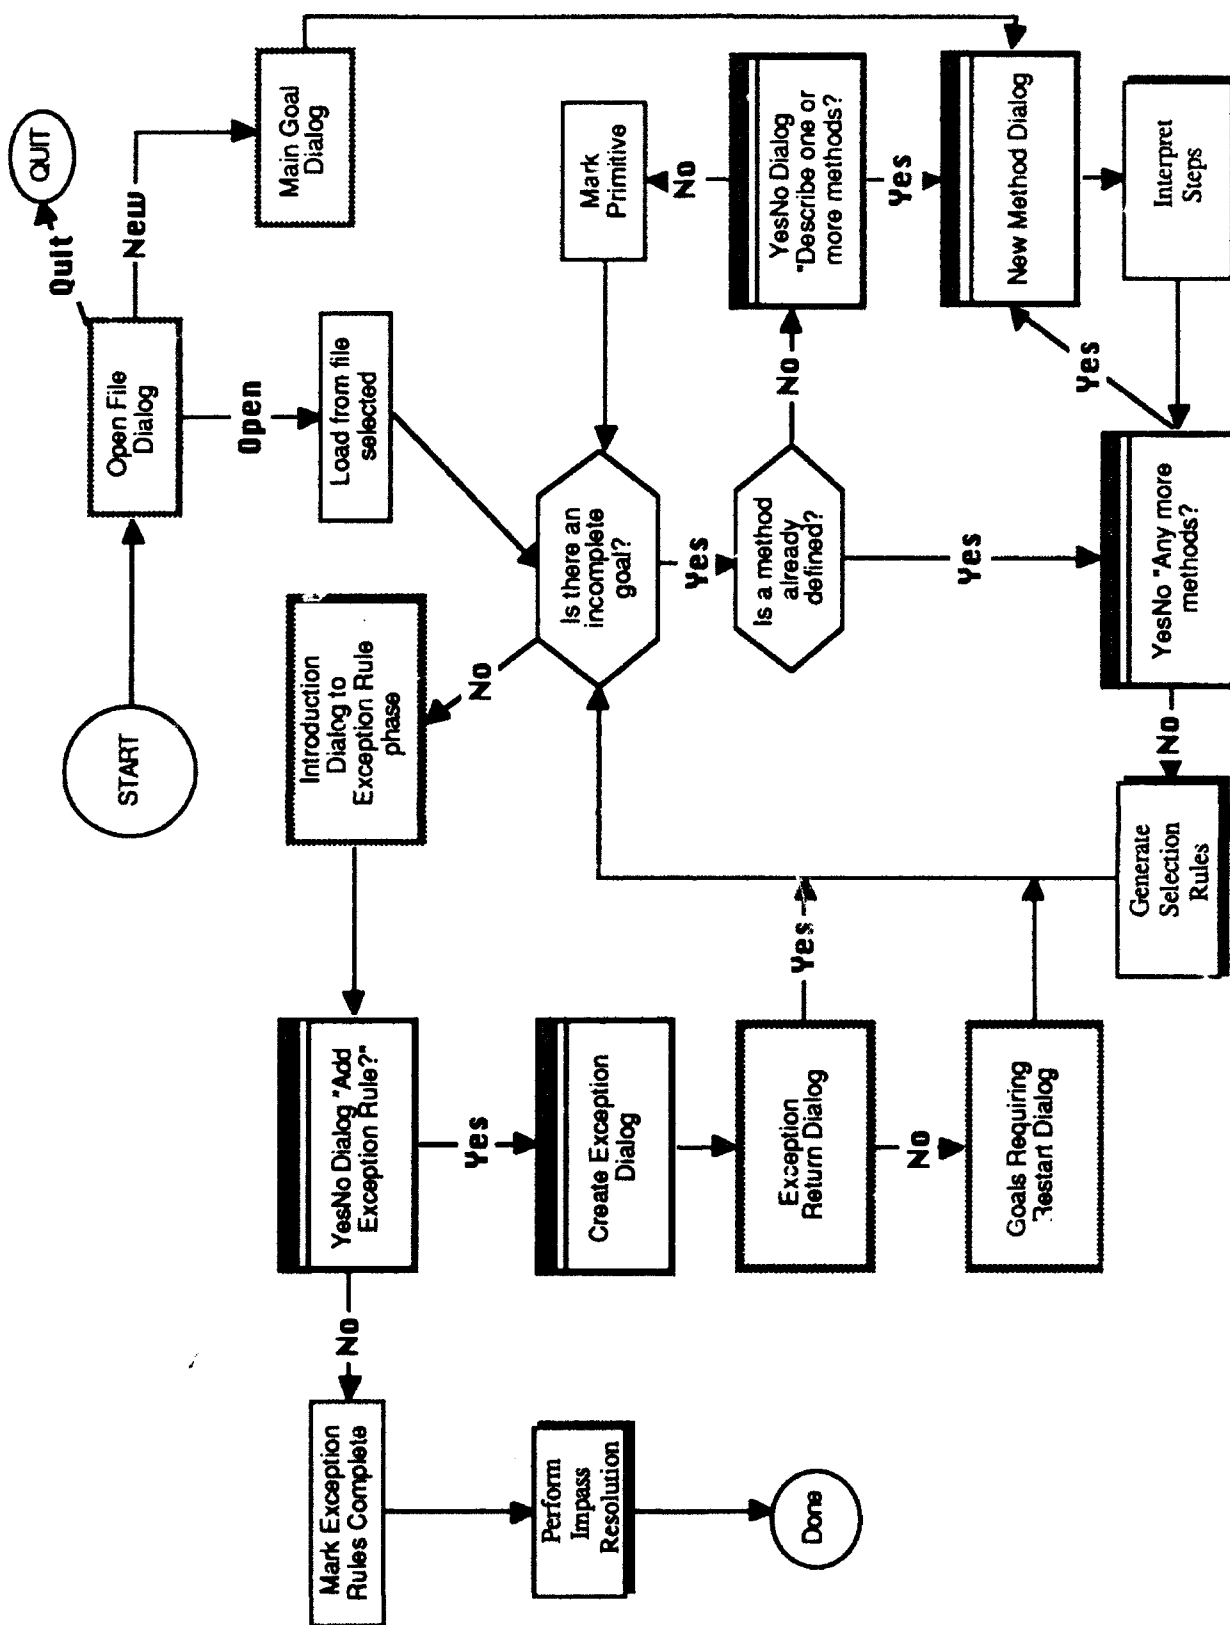 START
Open File
Dialog
Quit
QUIT
New
Main Goal
Dialog
Open
Load from file
selected
Introduction
Dialog to
Exception Rule
phase
No
Is there an
incomplete
goal?
Mark
Primitive
Yes
Is a method
already
defined?
No
YesNo Dialog
"Describe one or
more methods?
No
Yes
New Method Dialog
Interpret
Steps
Yes
Yes
YesNo "Any more
methods?
No
Generate
Selection
Rules
YesNo Dialog "Add
Exception Rule?"
Yes
Create Exception
Dialog
Exception
Return Dialog
Yes
No
Goals Requiring
Restart Dialog
No
Mark Exception
Rules Complete
Perform
Impass
Resolution
Done